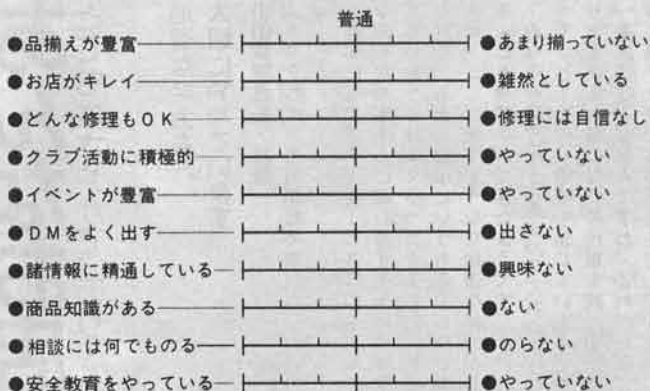 普通
●品揃えが豊富 ●あまり揃っていない
●お店がキレイ ●雑然としている
●どんな修理もOK ●修理には自信なし
●クラブ活動に積極的 ●やっていない
●イベントが豊富 ●やっていない
●DMをよく出す ●出さない
●諸情報に精通している ●興味ない
●商品知識がある ●ない
●相談には何でものる ●のらない
●安全教育をやっている ●やっていない